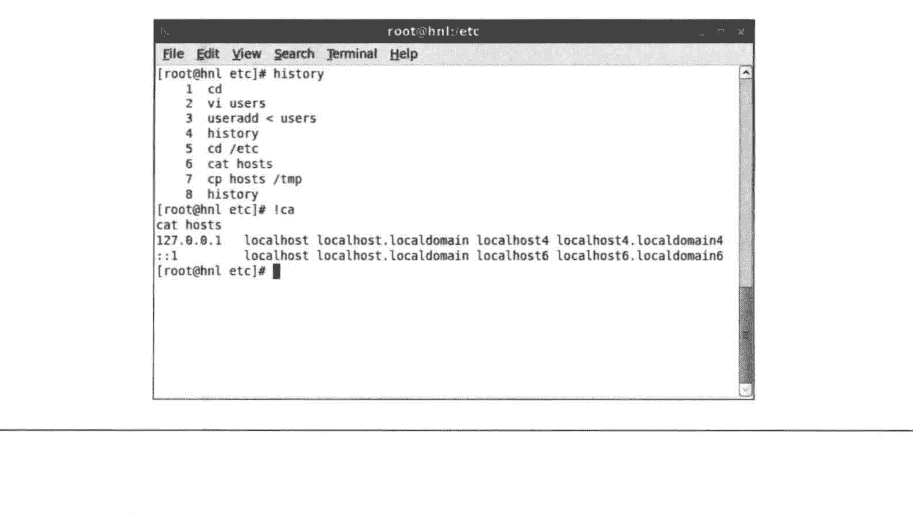 root@hnl:/etc
File Edit View Search Terminal Help
[root@hnl etc]# history
1 cd
2 vi users
3 useradd < users
4 history
5 cd /etc
6 cat hosts
7 cp hosts /tmp
8 history
[root@hnl etc]# !ca
cat hosts
127.0.0.1 localhost localhost.localdomain localhost4 localhost4.localdomain4
::1 localhost localhost.localdomain localhost6 localhost6.localdomain6
[root@hnl etc]#